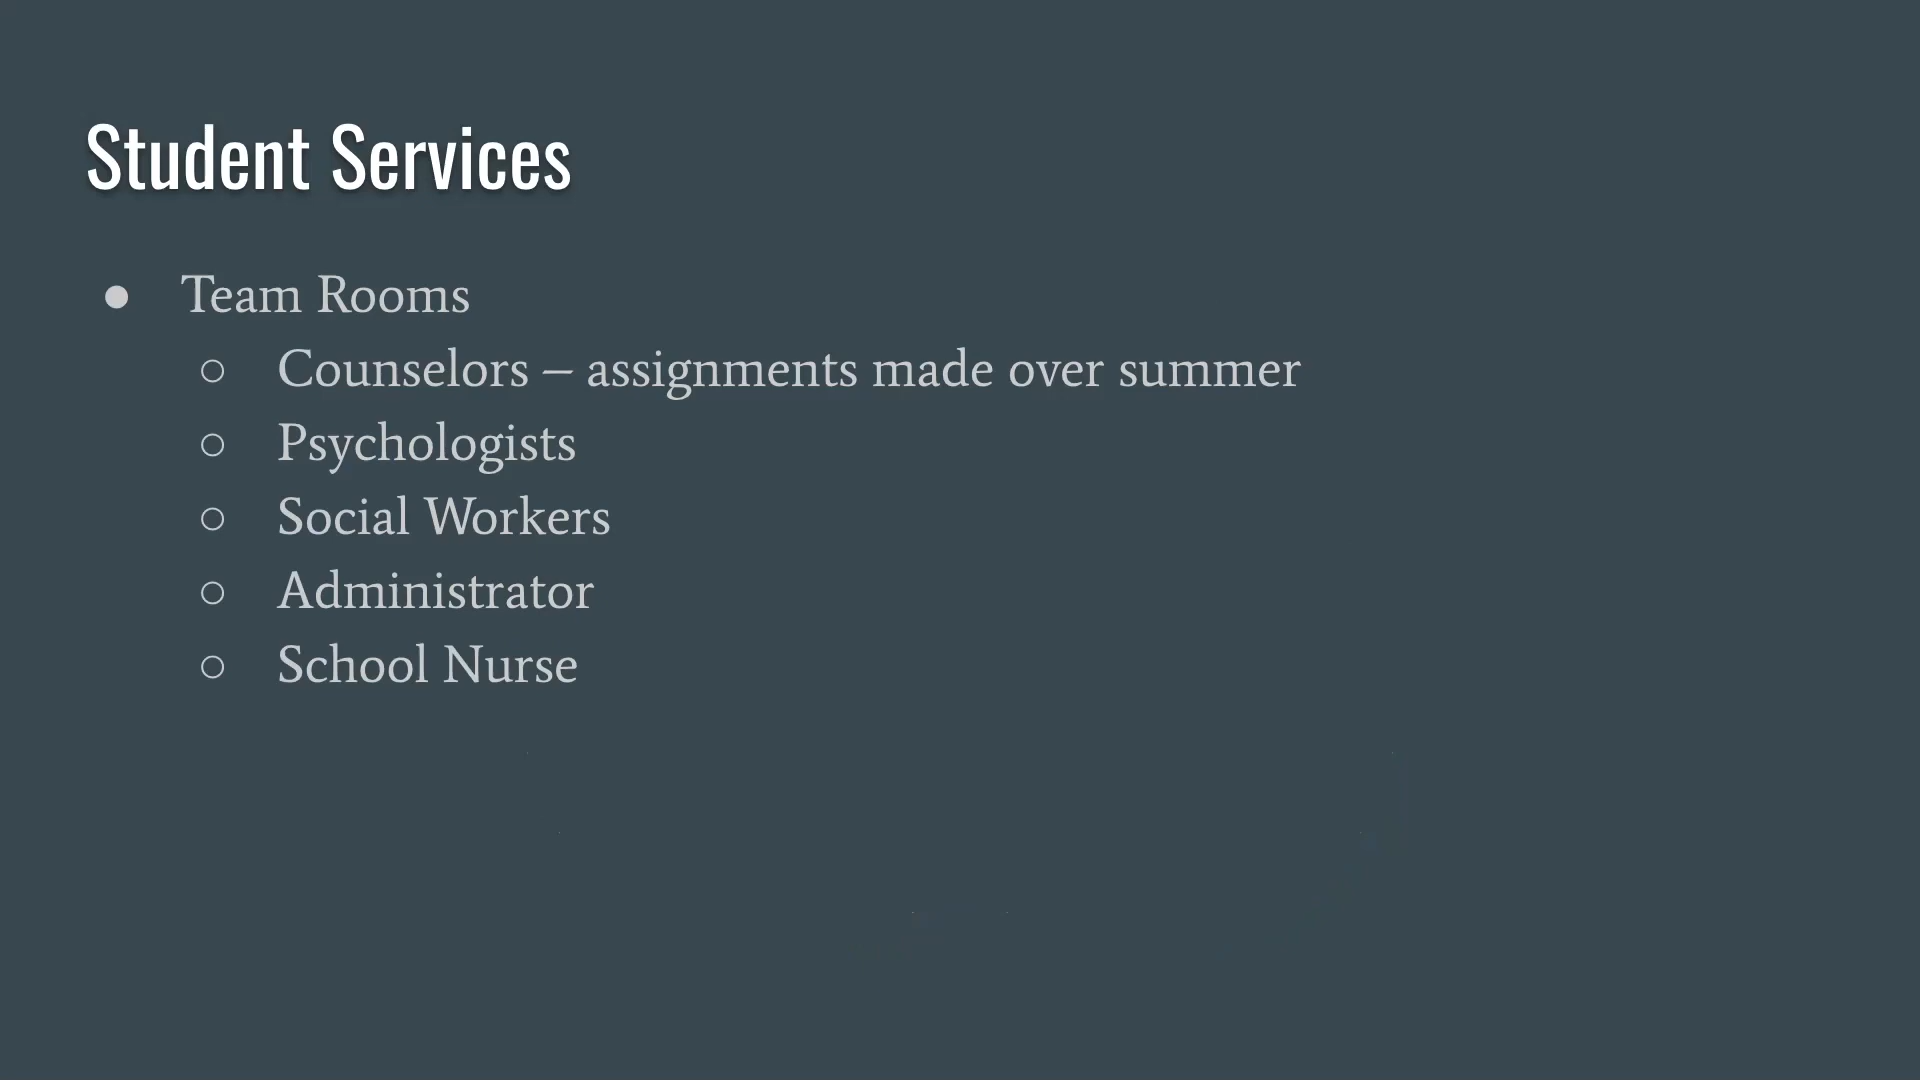 Student Services
● Team Rooms
○ Counselors – assignments made over summer
○ Psychologists
○ Social Workers
○ Administrator
○ School Nurse